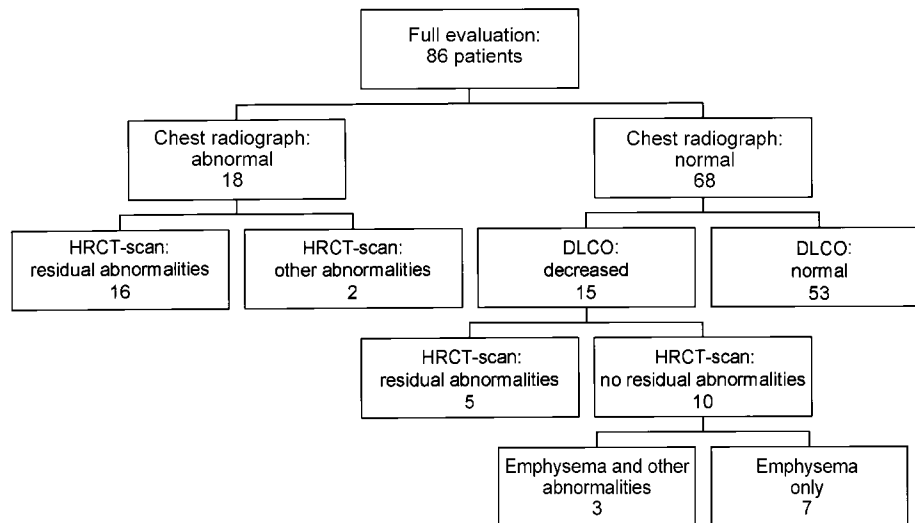 Full evaluation:
86 patients
Chest radiograph:
abnormal
18
Chest radiograph:
normal
68
HRCT-scan:
residual abnormalities
16
HRCT-scan:
other abnormalities
2
DLCO:
decreased
15
DLCO:
normal
53
HRCT-scan:
residual abnormalities
5
HRCT-scan:
no residual abnormalities
10
Emphysema and other
abnormalities
3
Emphysema
only
7